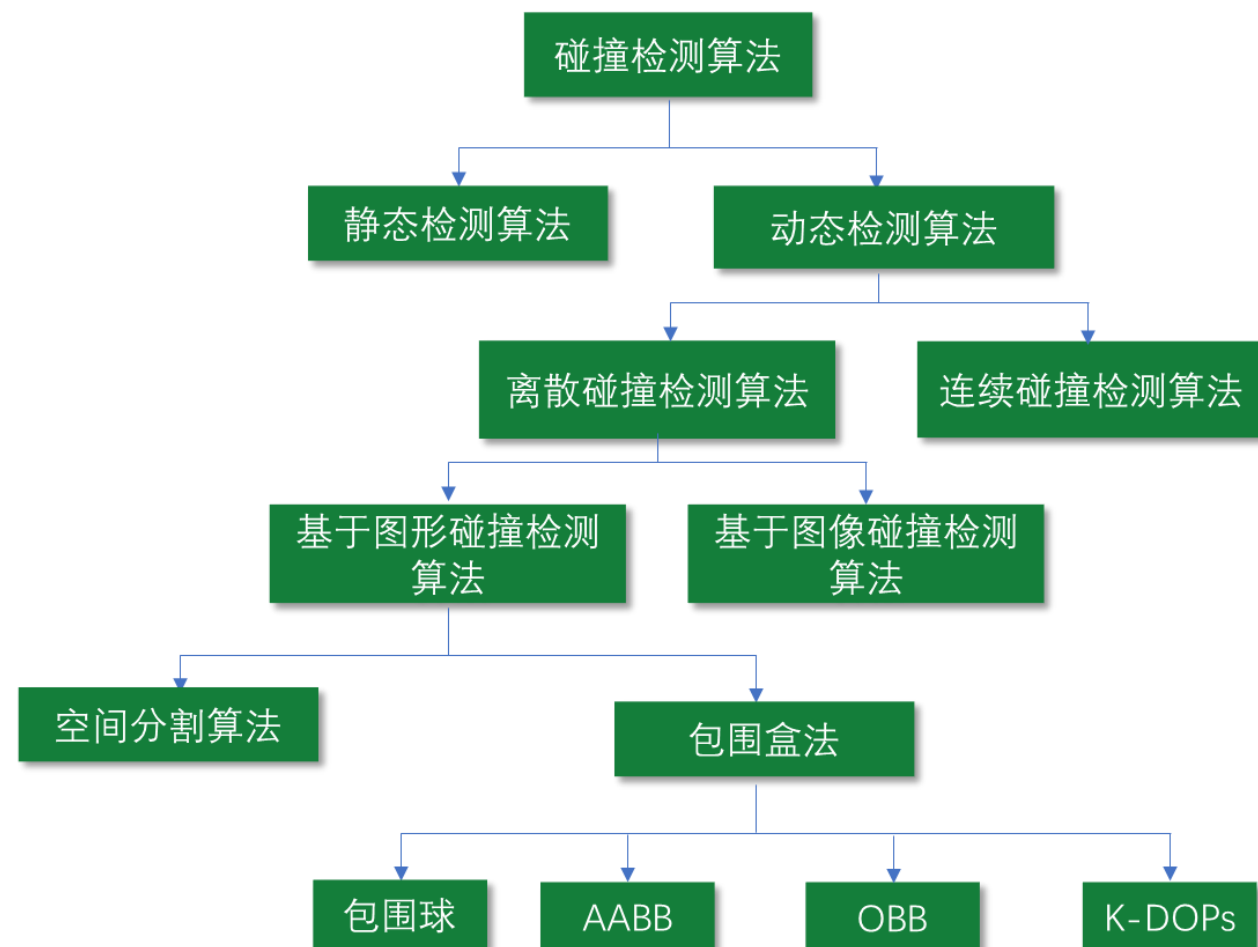 碰撞检测算法
静态检测算法
动态检测算法
离散碰撞检测算法
连续碰撞检测算法
基于图形碰撞检测
算法
基于图像碰撞检测
算法
空间分割算法
包围盒法
包围球
AABB
OBB
K-DOPs